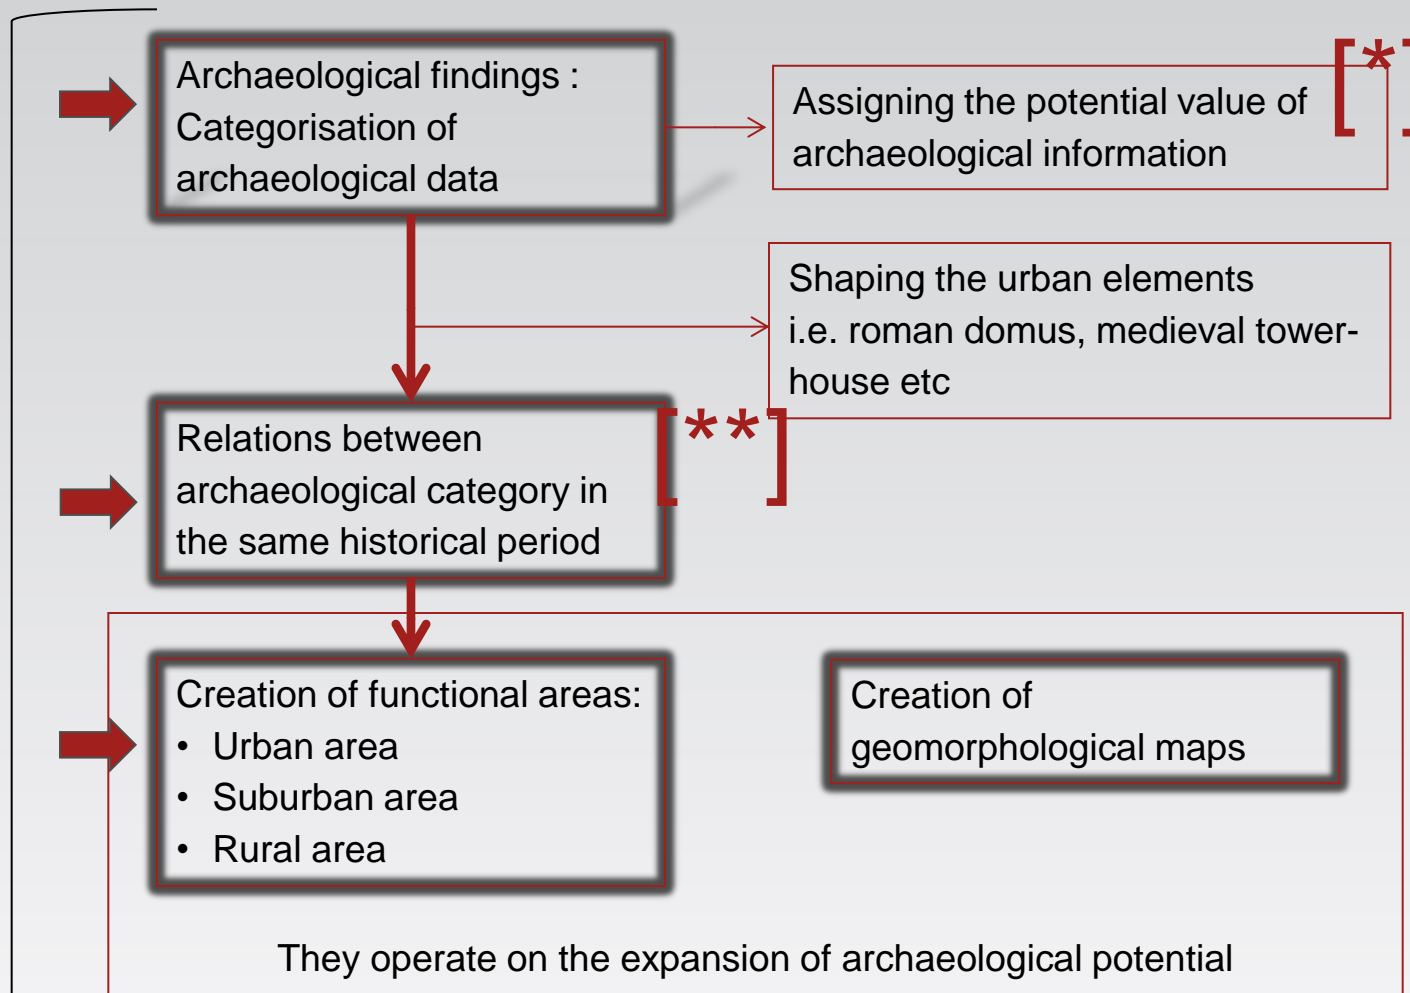 Archaeological findings :
Categorisation of
archaeological data
[*]
Assigning the potential value of
archaeological information
Shaping the urban elements
i.e. roman domus, medieval tower-
house etc
[**]
Relations between
archaeological category in
the same historical period
Creation of functional areas:
• Urban area
• Suburban area
• Rural area
Creation of
geomorphological maps
They operate on the expansion of archaeological potential